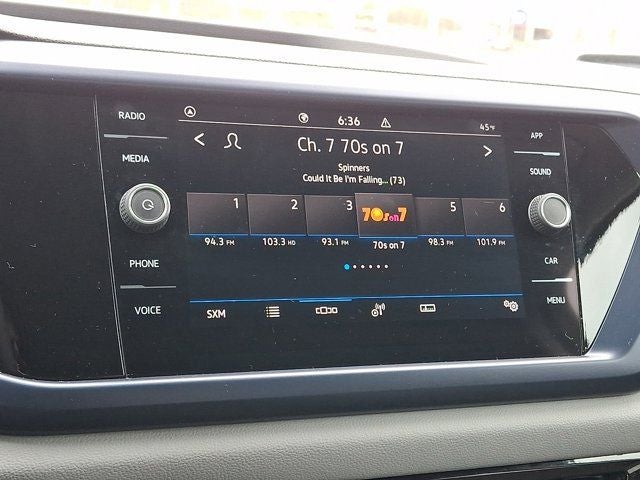 RADIO
MEDIA
PHONE
VOICE
6:36
45°F
Ch. 7 70s on 7
Spinners
Could It Be I'm Falling... (73)
1
2
3
70s on 7
5
6
94.3 FM
103.3 HD
93.1 FM
70s on 7
98.3 FM
101.9 FM
SXM
APP
SOUND
CAR
MENU